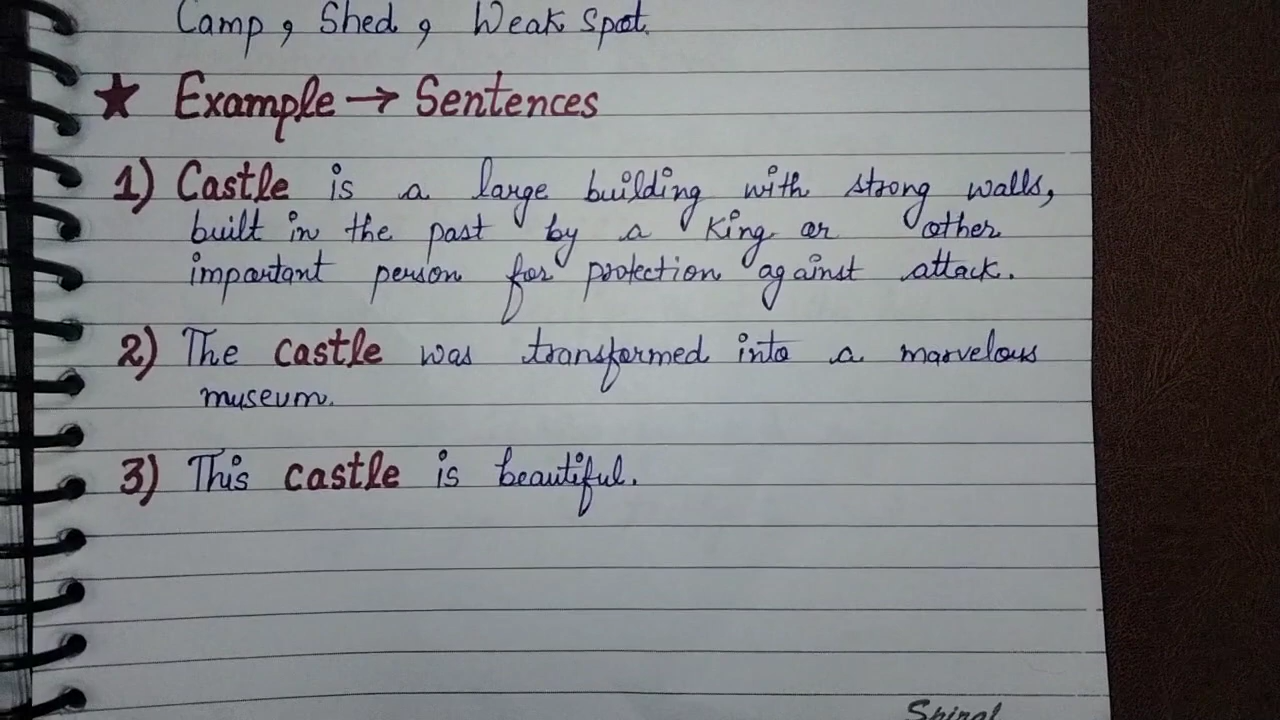 Camp, Shed, Weak Spot.
★ Example → Sentences
1) Castle is a large building with strong walls,
built in the past by a King or other
important person for protection against attack.
2) The castle was transformed into a marvelous
museum.
3) This castle is beautiful.
Spiral